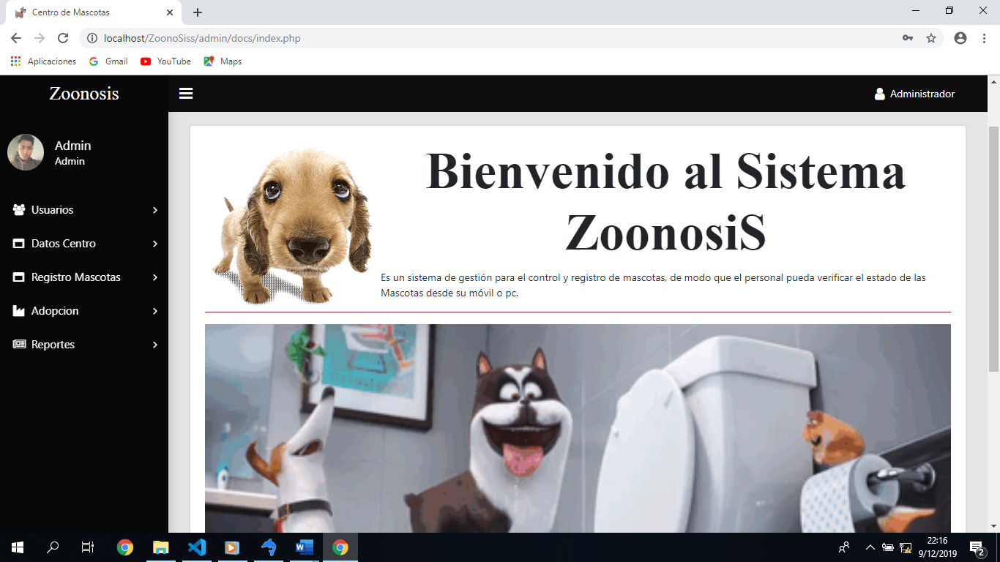 Centro de Mascotas
localhost/ZoonoSiss/admin/docs/index.php
Aplicaciones Gmail YouTube Maps
Zoonosis
Administrador
Admin
Admin
Usuarios
Datos Centro
Registro Mascotas
Adopcion
Reportes
Bienvenido al Sistema
ZoonosiS
Es un sistema de gestión para el control y registro de mascotas, de modo que el personal pueda verificar el estado de las
Mascotas desde su móvil o pc.
22:16
9/12/2019
2